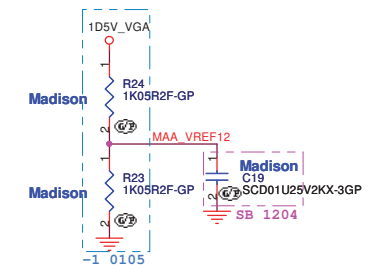 1D5V_VGA
1
R24
1K05R2F-GP
Madison
2
G/P
MAA_VREF12
1
R23
1K05R2F-GP
Madison
2
G/P
1
Madison
C19
SCD01U25V2KX-3GP
2
G/P
SB 1204
-1 0105